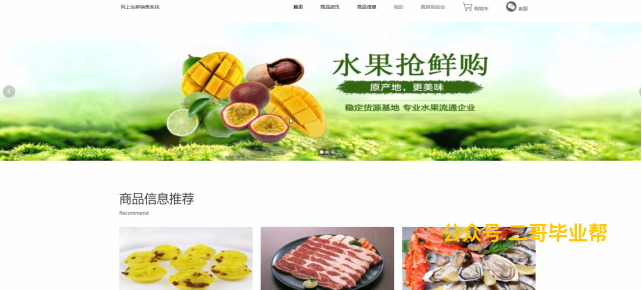 网上生鲜销售系统
首页 商品资讯 商品信息 我的 跳转到后台 购物车 客服
水果抢鲜购
原产地，更美味
稳定货源基地 专业水果流通企业
商品信息推荐
Recommend
公众号:二哥毕业帮